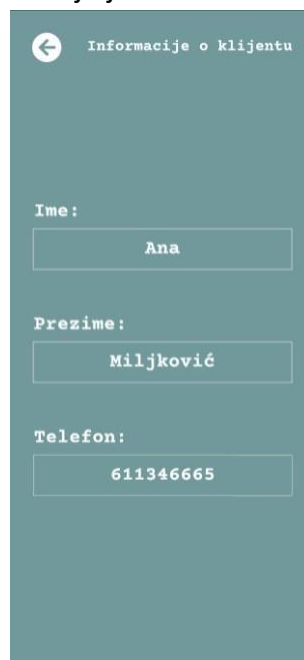 Informacije o klijentu
Ime:
Ana
Prezime:
Miljković
Telefon:
611346665